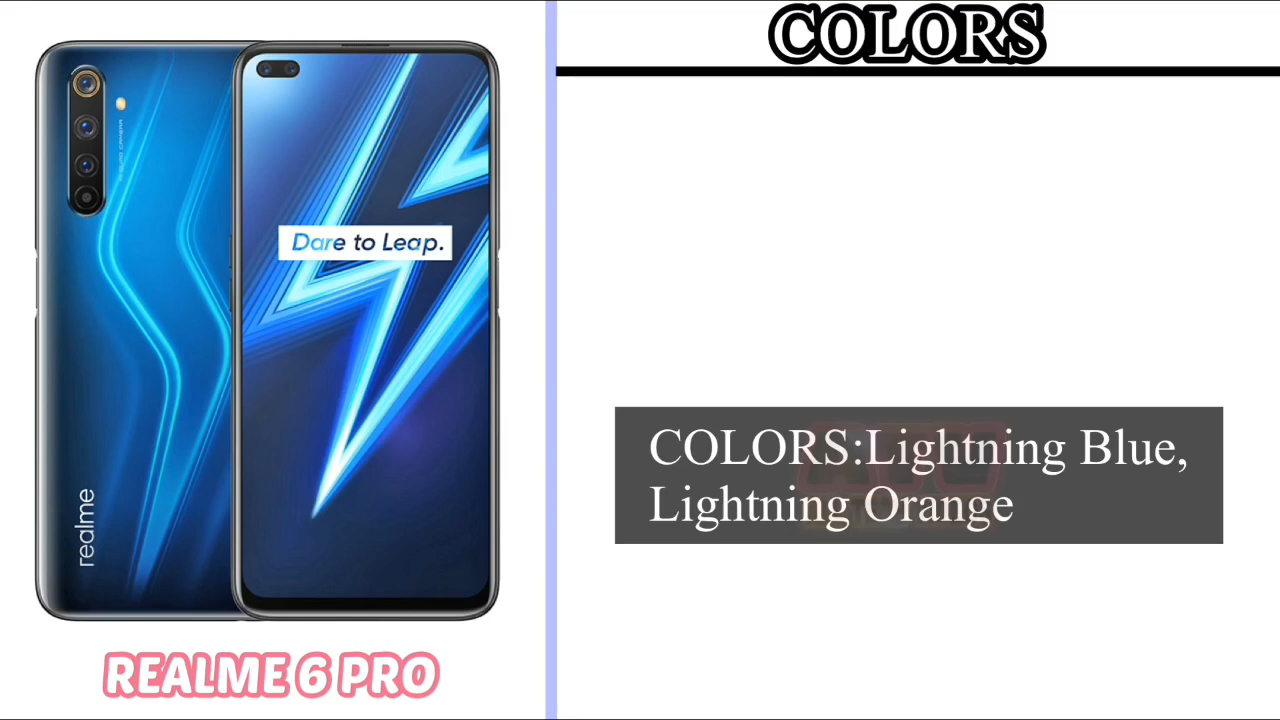 COLORS
Dare to Leap.
realme
COLORS:Lightning Blue,
Lightning Orange
REALME 6 PRO